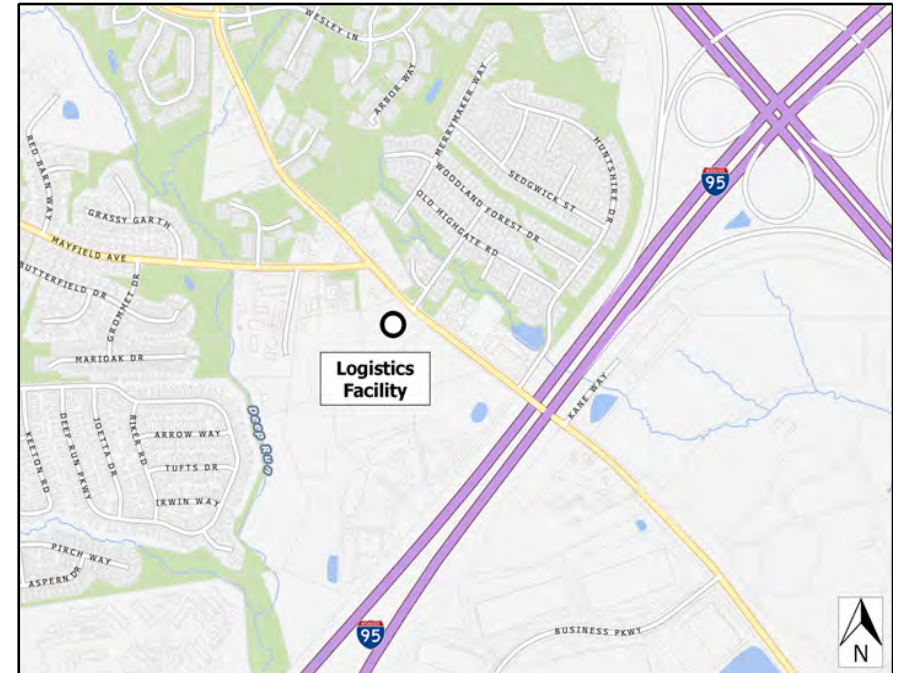 WESLEY LN
ARBOR WAY
MERRYMAKER WAY
HUNTSHIRE DR
SEDGWICK ST
WOODLAND FOREST DR
OLD HIGHGATE RD
95
RED BARN WAY
GRASSY GARTH
MAYFIELD AVE
BUTTERFIELD DR
GROMMET DR
MARIOAK DR
Logistics
Facility
KANE WAY
Deep Run
KEETON RD
DEEP RUN PKWY
JOETTA DR
RIKER RD
ARROW WAY
TUFTS DR
IRWIN WAY
PIRCH WAY
ASPERN DR
95
BUSINESS PKWY
N